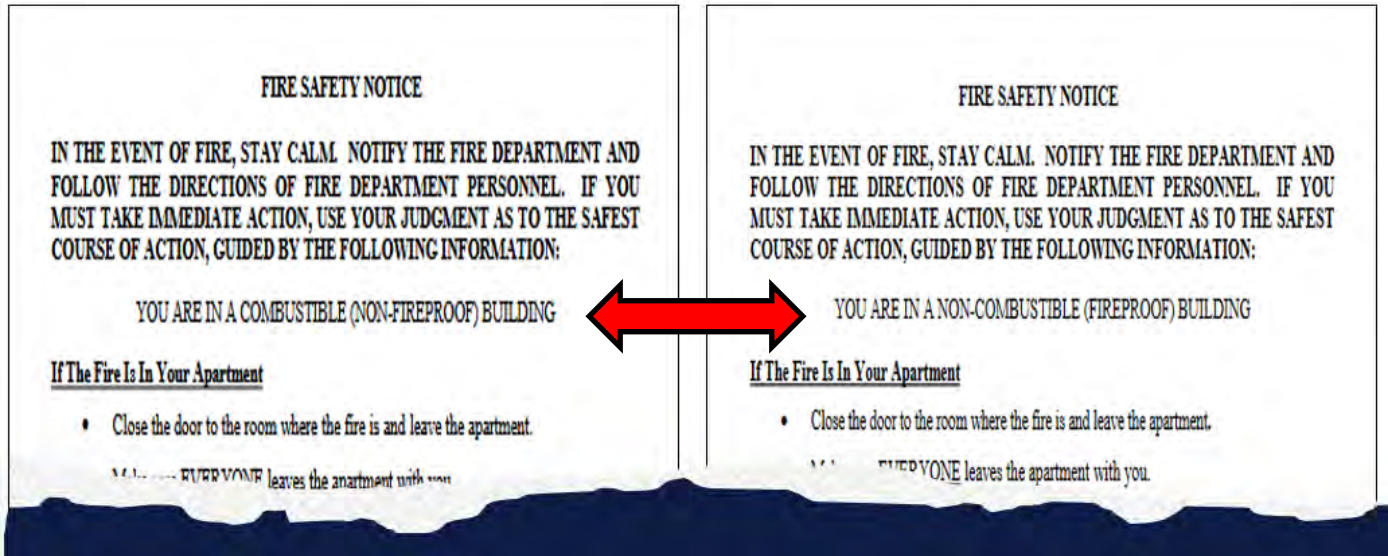 FIRE SAFETY NOTICE
IN THE EVENT OF FIRE, STAY CALM. NOTIFY THE FIRE DEPARTMENT AND
FOLLOW THE DIRECTIONS OF FIRE DEPARTMENT PERSONNEL. IF YOU
MUST TAKE IMMEDIATE ACTION, USE YOUR JUDGMENT AS TO THE SAFEST
COURSE OF ACTION, GUIDED BY THE FOLLOWING INFORMATION:
YOU ARE IN A COMBUSTIBLE (NON-FIREPROOF) BUILDING
If The Fire Is In Your Apartment
• Close the door to the room where the fire is and leave the apartment.
EVERYONE leaves the apartment with you
FIRE SAFETY NOTICE
IN THE EVENT OF FIRE, STAY CALM. NOTIFY THE FIRE DEPARTMENT AND
FOLLOW THE DIRECTIONS OF FIRE DEPARTMENT PERSONNEL. IF YOU
MUST TAKE IMMEDIATE ACTION, USE YOUR JUDGMENT AS TO THE SAFEST
COURSE OF ACTION, GUIDED BY THE FOLLOWING INFORMATION:
YOU ARE IN A NON-COMBUSTIBLE (FIREPROOF) BUILDING
If The Fire Is In Your Apartment
• Close the door to the room where the fire is and leave the apartment.
EVERYONE leaves the apartment with you.